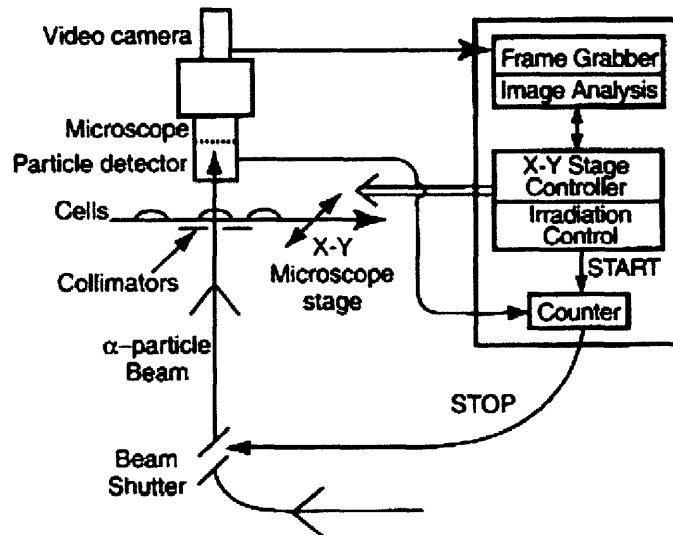 Video camera
Frame Grabber
Image Analysis
Microscope
Particle detector
X-Y Stage
Controller
Irradiation
Control
Cells
X-Y
Microscope
stage
Collimators
START
Counter
α-particle
Beam
STOP
Beam
Shutter